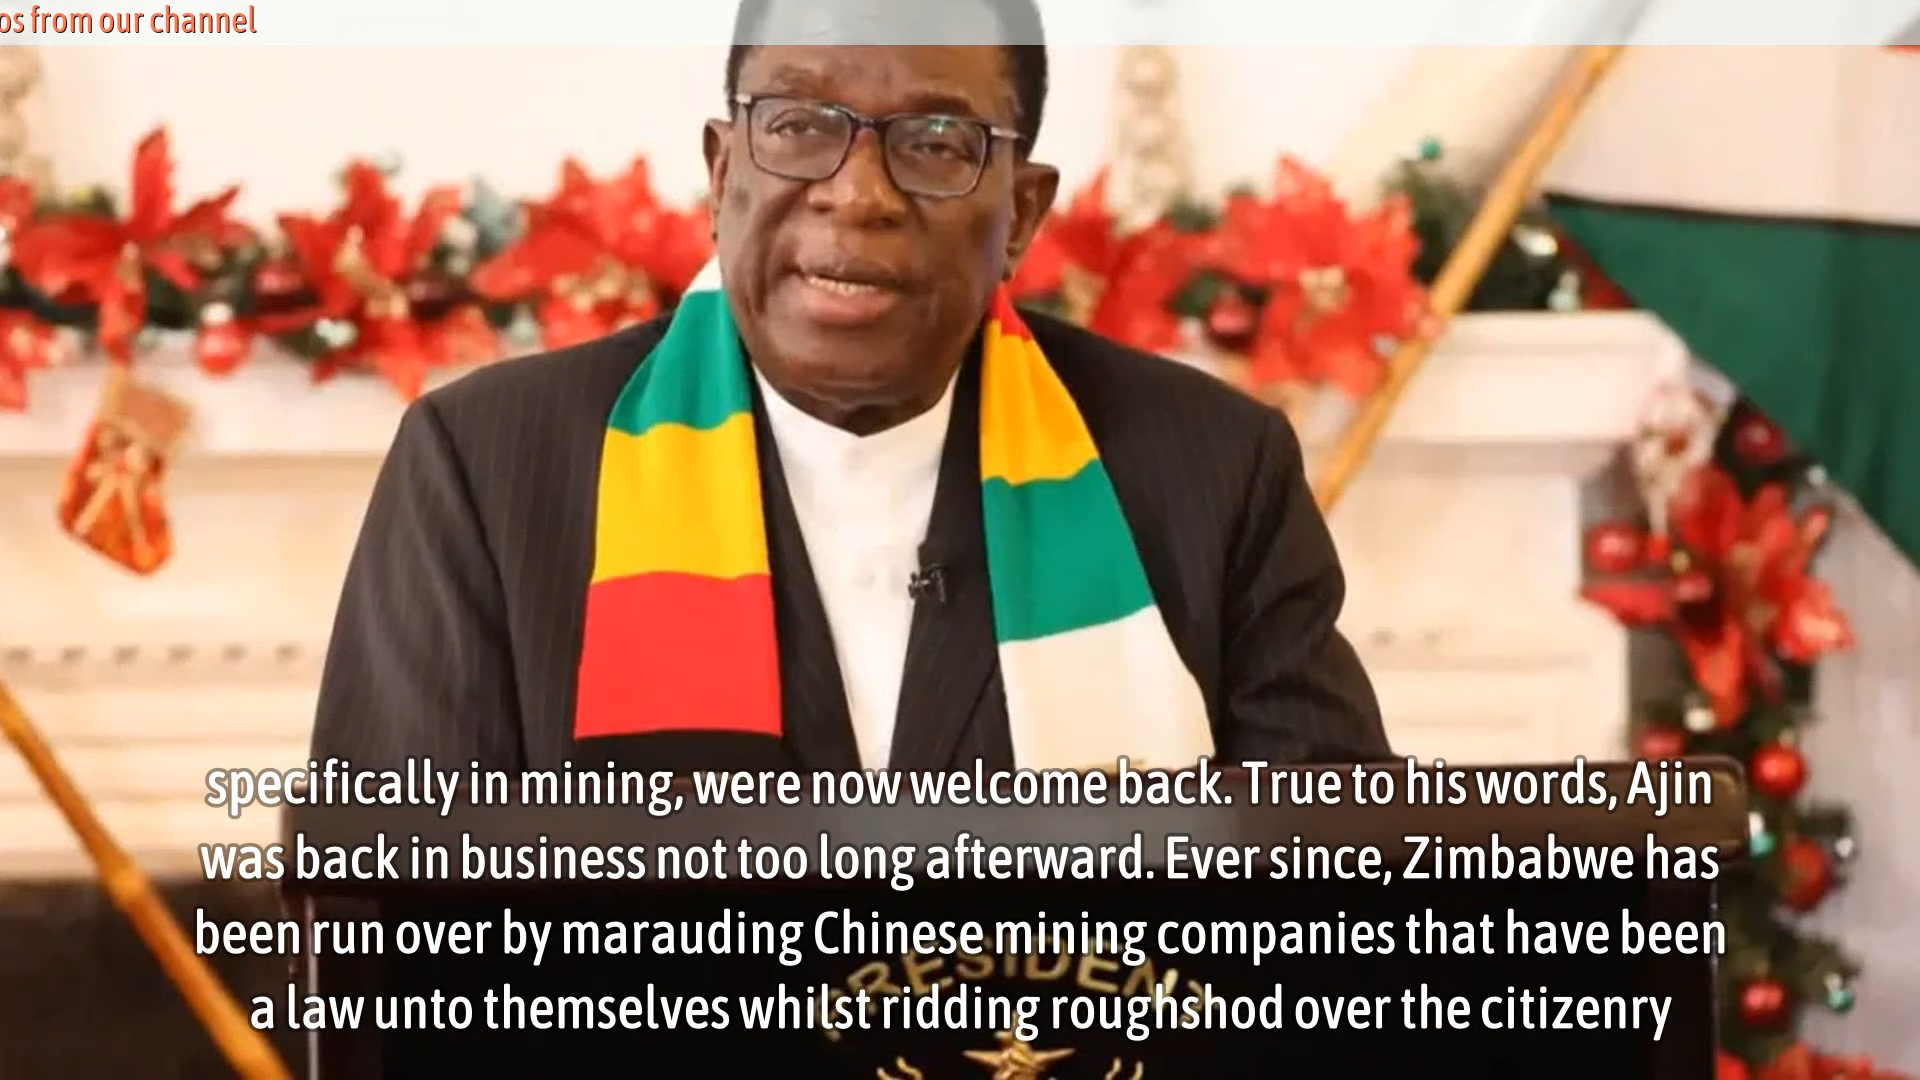 os from our channel
specifically in mining, were now welcome back. True to his words, Ajin
was back in business not too long afterward. Ever since, Zimbabwe has
been run over by marauding Chinese mining companies that have been
a law unto themselves whilst ridding roughshod over the citizenry
PRESIDENT